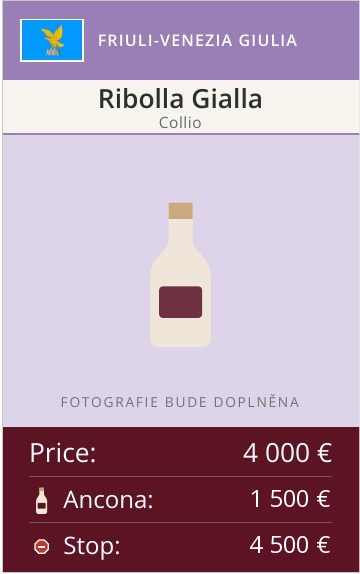 FRIULI-VENEZIA GIULIA
Ribolla Gialla
Collio
FOTOGRAFIE BUDE DOPLNĚNA
Price: 4 000 €
Ancona: 1 500 €
Stop: 4 500 €